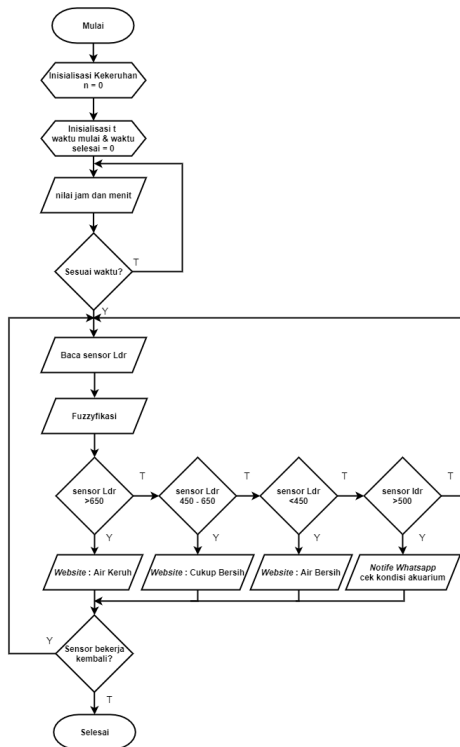 Mulai
Inisialisasi Kekeruhan
n = 0
Inisialisasi t
waktu mulai & waktu
selesai = 0
nilai jam dan menit
Sesuai waktu?
T
Y
Baca sensor Ldr
Fuzzyfikasi
sensor Ldr
>650
T
sensor Ldr
450 - 650
T
sensor Ldr
<450
T
sensor ldr
>500
T
Y
Y
Y
Y
Website : Air Keruh
Website : Cukup Bersih
Website : Air Bersih
Notife Whatsapp
cek kondisi akuarium
Sensor bekerja
kembali?
Y
T
Selesai